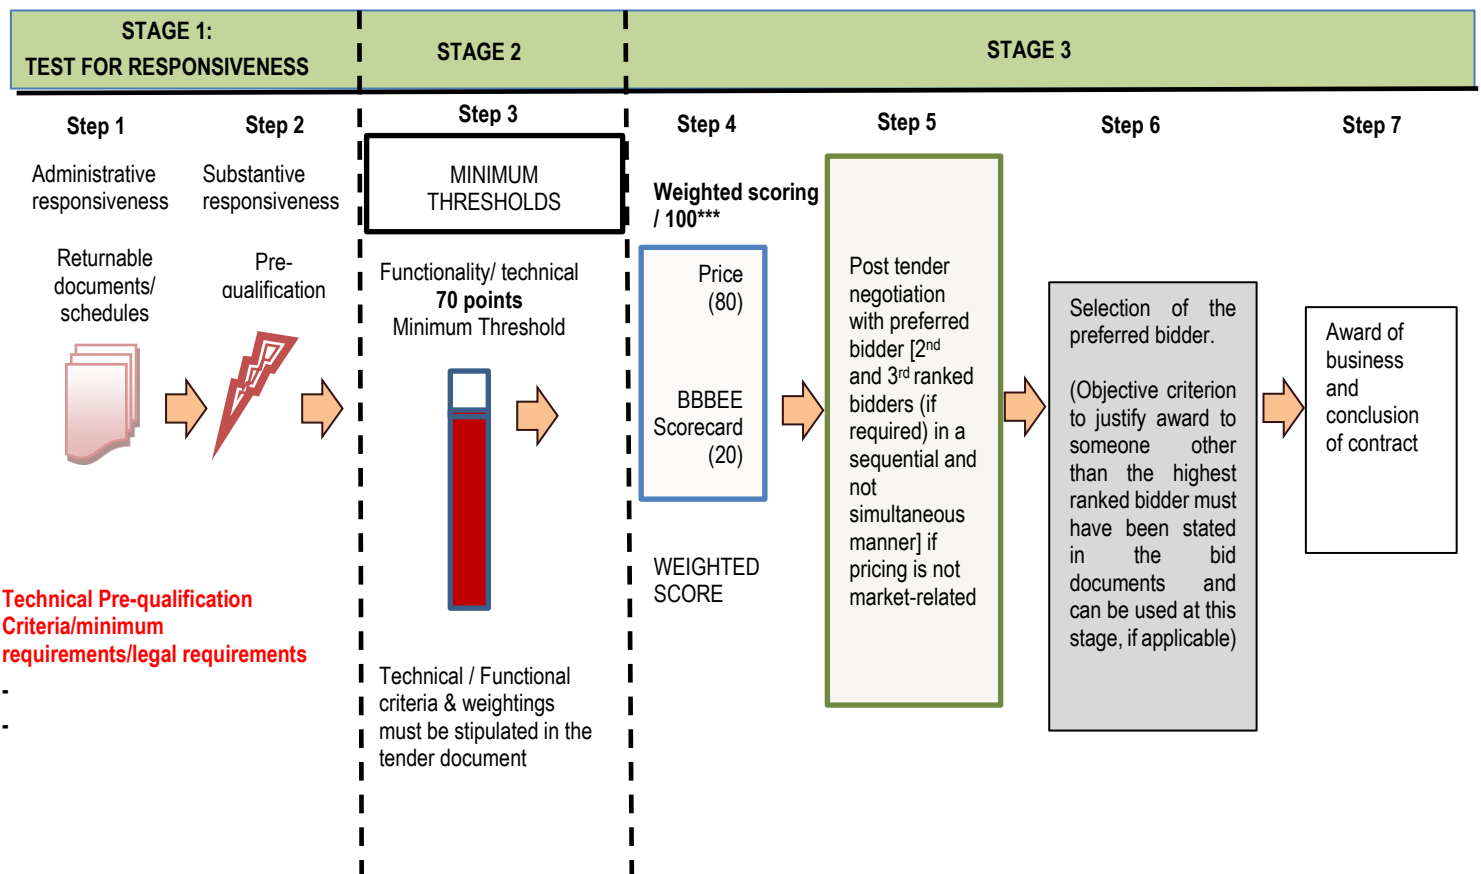 STAGE 1:
TEST FOR RESPONSIVENESS
STAGE 2
STAGE 3
Step 1
Administrative
responsiveness
Returnable
documents/
schedules
Step 2
Substantive
responsiveness
Pre-
qualification
Technical Pre-qualification
Criteria/minimum
requirements/legal requirements
-
-
Step 3
MINIMUM
THRESHOLDS
Functionality/ technical
70 points
Minimum Threshold
Technical / Functional
criteria & weightings
must be stipulated in the
tender document
Step 4
Weighted scoring
/ 100***
Price
(80)
BBBEE
Scorecard
(20)
WEIGHTED
SCORE
Step 5
Post tender
negotiation
with preferred
bidder [2nd
and 3rd ranked
bidders (if
required) in a
sequential and
not
simultaneous
manner] if
pricing is not
market-related
Step 6
Selection of the
preferred bidder.
(Objective criterion
to justify award to
someone other
than the highest
ranked bidder must
have been stated
in the bid
documents and
can be used at this
stage, if applicable)
Step 7
Award of
business
and
conclusion
of contract